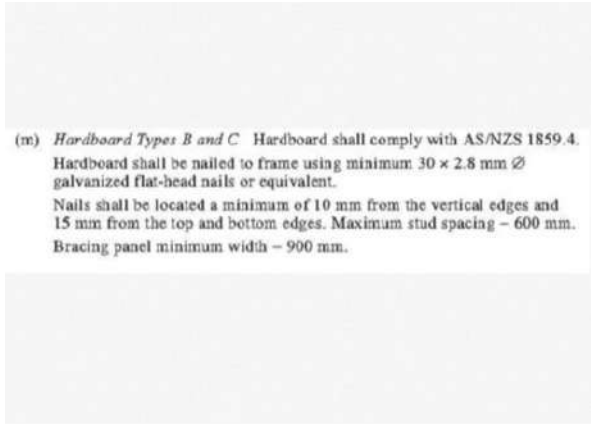 (m) Hardboard Types B and C Hardboard shall comply with AS/NZS 1859.4.
Hardboard shall be nailed to frame using minimum 30 × 2.8 mm Ø
galvanized flat-head nails or equivalent.
Nails shall be located a minimum of 10 mm from the vertical edges and
15 mm from the top and bottom edges. Maximum stud spacing – 600 mm.
Bracing panel minimum width – 900 mm.